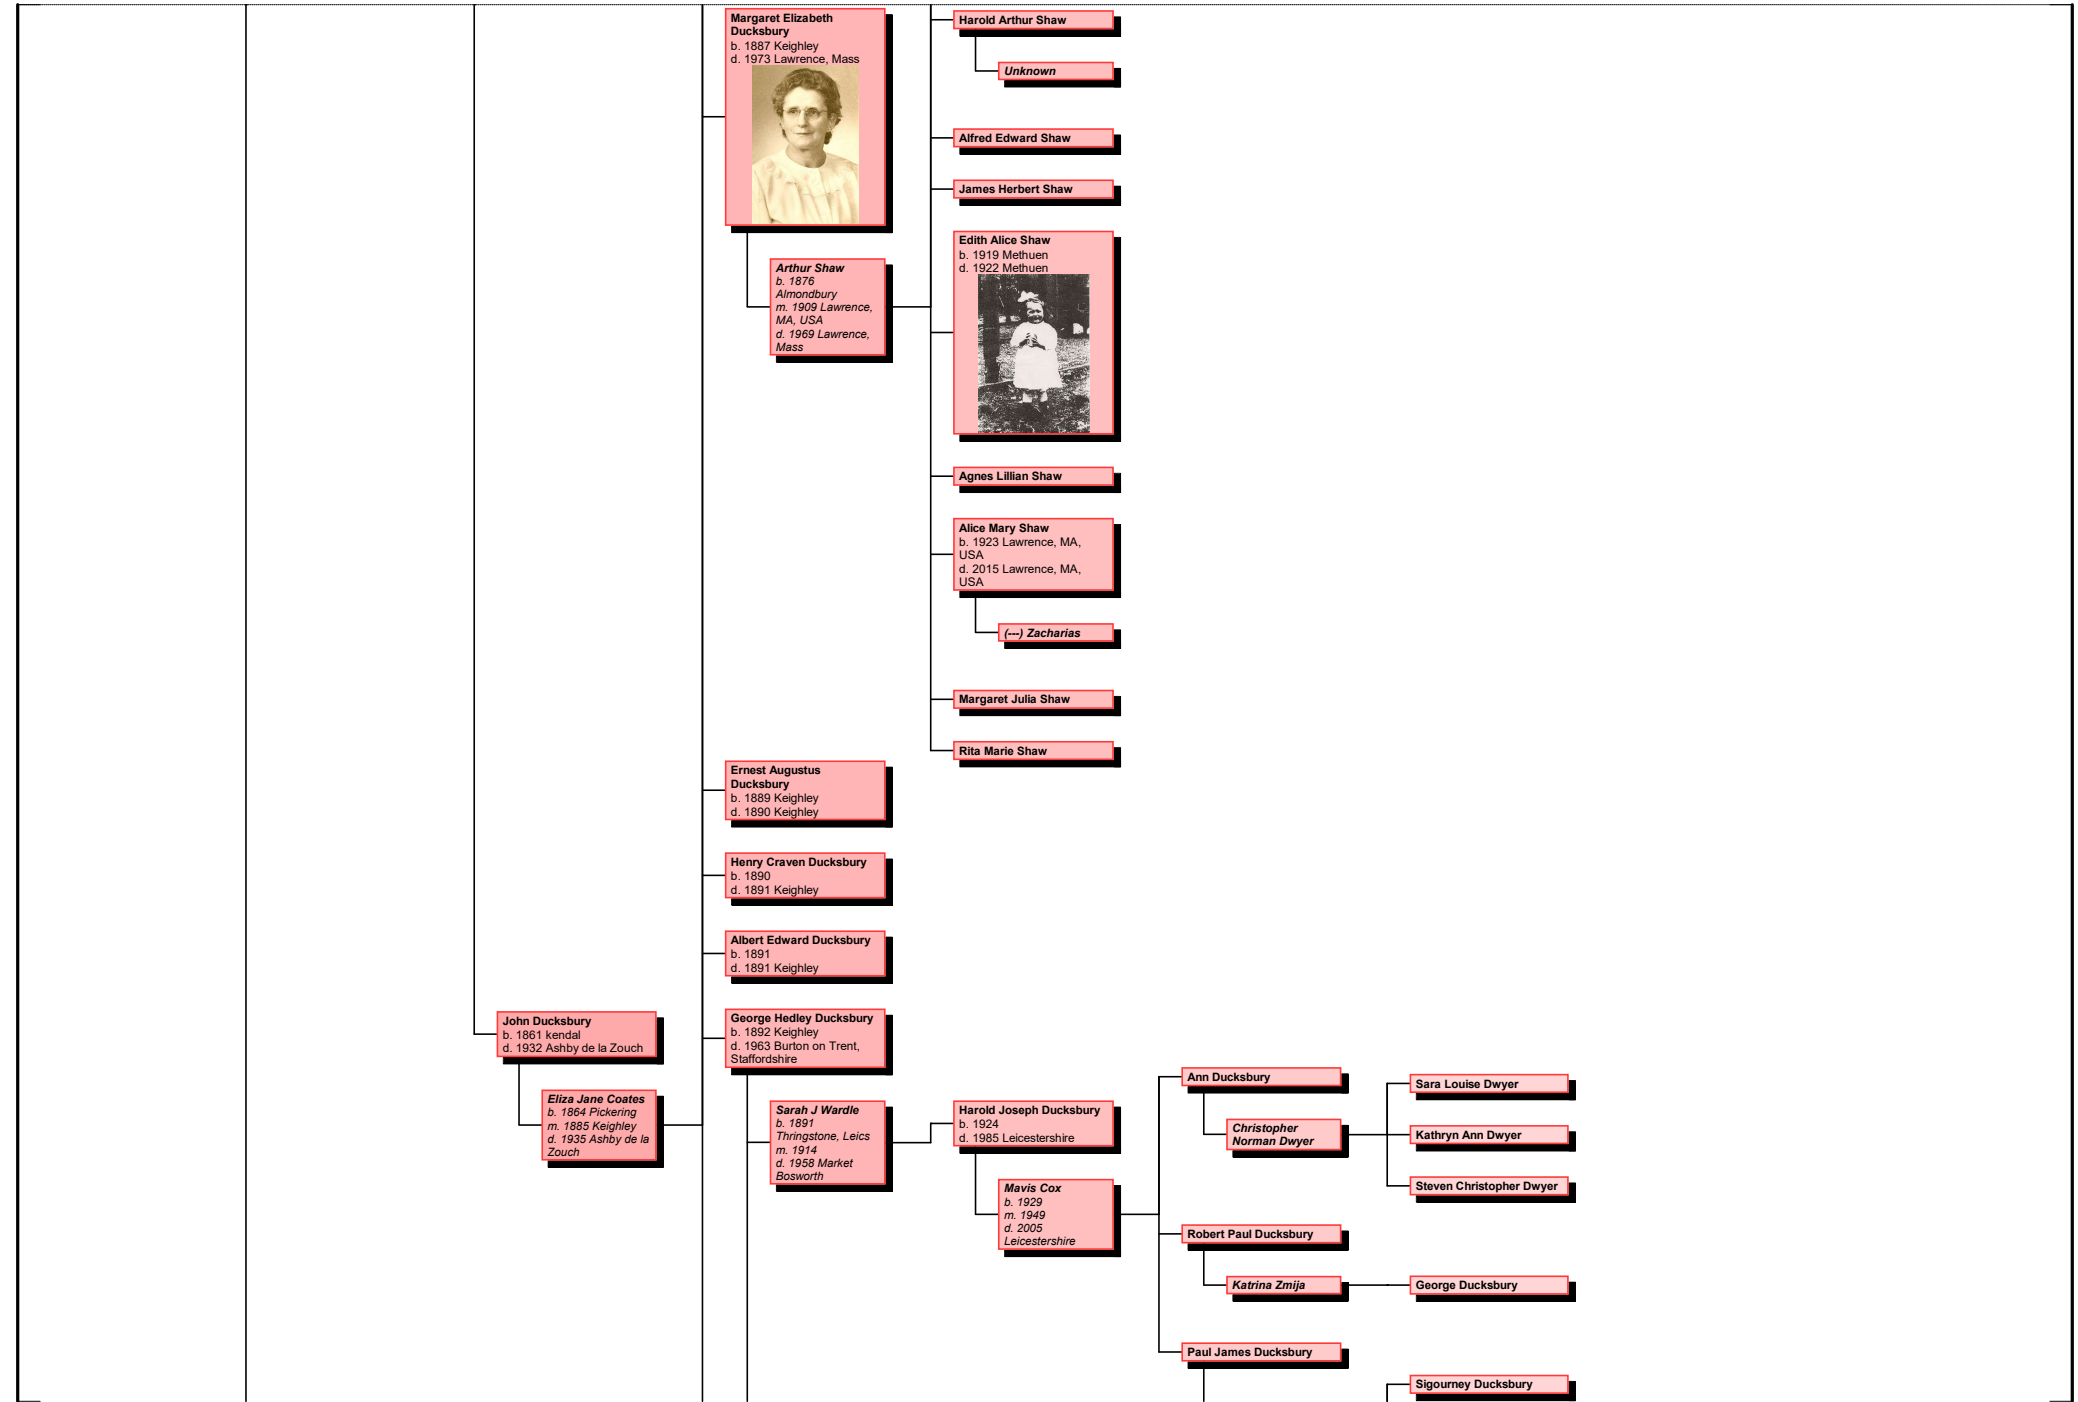 Margaret Elizabeth
Ducksbury
b. 1887 Keighley
d. 1973 Lawrence, Mass
Arthur Shaw
b. 1876
Almondbury
m. 1909 Lawrence,
MA, USA
d. 1969 Lawrence,
Mass
Harold Arthur Shaw
Unknown
Alfred Edward Shaw
James Herbert Shaw
Edith Alice Shaw
b. 1919 Methuen
d. 1922 Methuen
Agnes Lillian Shaw
Alice Mary Shaw
b. 1923 Lawrence, MA,
USA
d. 2015 Lawrence, MA,
USA
(---) Zacharias
Margaret Julia Shaw
Rita Marie Shaw
Ernest Augustus
Ducksbury
b. 1889 Keighley
d. 1890 Keighley
Henry Craven Ducksbury
b. 1890
d. 1891 Keighley
Albert Edward Ducksbury
b. 1891
d. 1891 Keighley
John Ducksbury
b. 1861 kendal
d. 1932 Ashby de la Zouch
Eliza Jane Coates
b. 1864 Pickering
m. 1885 Keighley
d. 1935 Ashby de la
Zouch
George Hedley Ducksbury
b. 1892 Keighley
d. 1963 Burton on Trent,
Staffordshire
Sarah J Wardle
b. 1891
Thringstone, Leics
m. 1914
d. 1958 Market
Bosworth
Harold Joseph Ducksbury
b. 1924
d. 1985 Leicestershire
Mavis Cox
b. 1929
m. 1949
d. 2005
Leicestershire
Ann Ducksbury
Christopher
Norman Dwyer
Sara Louise Dwyer
Kathryn Ann Dwyer
Steven Christopher Dwyer
Robert Paul Ducksbury
Katrina Zmija
George Ducksbury
Paul James Ducksbury
Sigourney Ducksbury